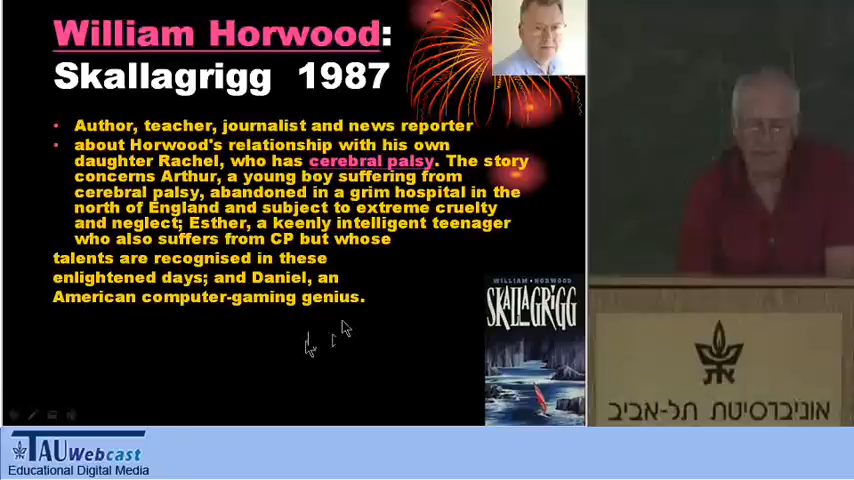 William Horwood:
Skallagrigg 1987
• Author, teacher, journalist and news reporter
• about Horwood's relationship with his own
daughter Rachel, who has cerebral palsy. The story
concerns Arthur, a young boy suffering from
cerebral palsy, abandoned in a grim hospital in the
north of England and subject to extreme cruelty
and neglect; Esther, a keenly intelligent teenager
who also suffers from CP but whose
talents are recognised in these
enlightened days; and Daniel, an
American computer-gaming genius.
WILLIAM · HORWOOD
SKALLAGRIGG
אוניברסיטת תל-אביב
TAU Webcast
Educational Digital Media